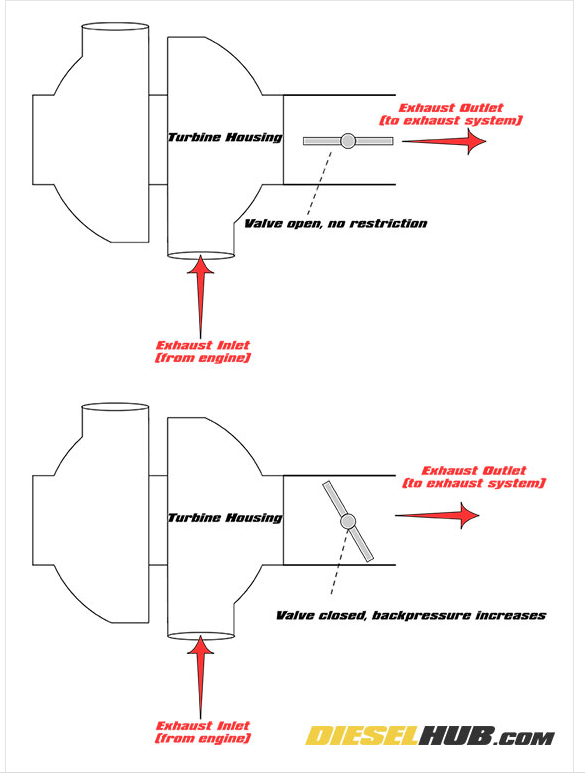 Exhaust Outlet
(to exhaust system)
Turbine Housing
Valve open, no restriction
Exhaust Inlet
(from engine)
Exhaust Outlet
(to exhaust system)
Turbine Housing
Valve closed, backpressure increases
Exhaust Inlet
(from engine)
DIESELHUB.COM